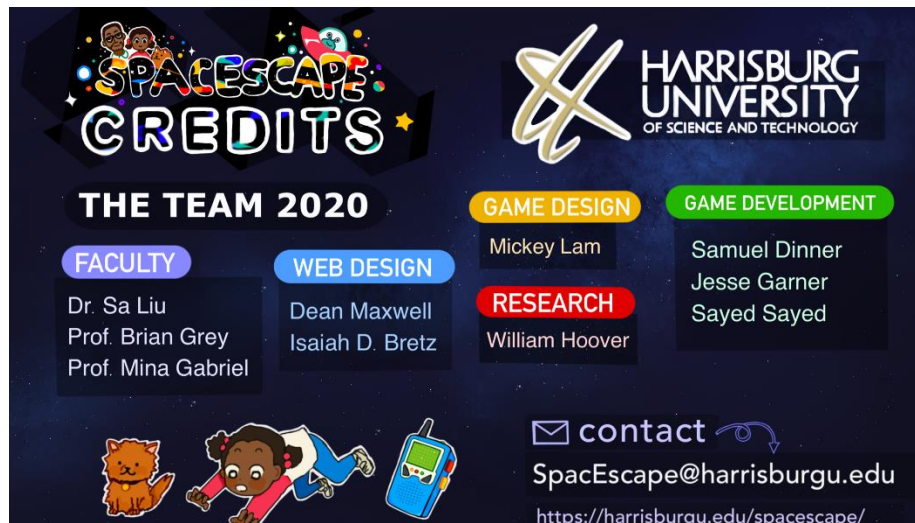 SPACESCAPE
CREDITS
HARRISBURG
UNIVERSITY
OF SCIENCE AND TECHNOLOGY
THE TEAM 2020
FACULTY
Dr. Sa Liu
Prof. Brian Grey
Prof. Mina Gabriel
WEB DESIGN
Dean Maxwell
Isaiah D. Bretz
GAME DESIGN
Mickey Lam
RESEARCH
William Hoover
GAME DEVELOPMENT
Samuel Dinner
Jesse Garner
Sayed Sayed
contact
SpacEscape@harrisburgu.edu
https://harrisburgu.edu/spacescape/